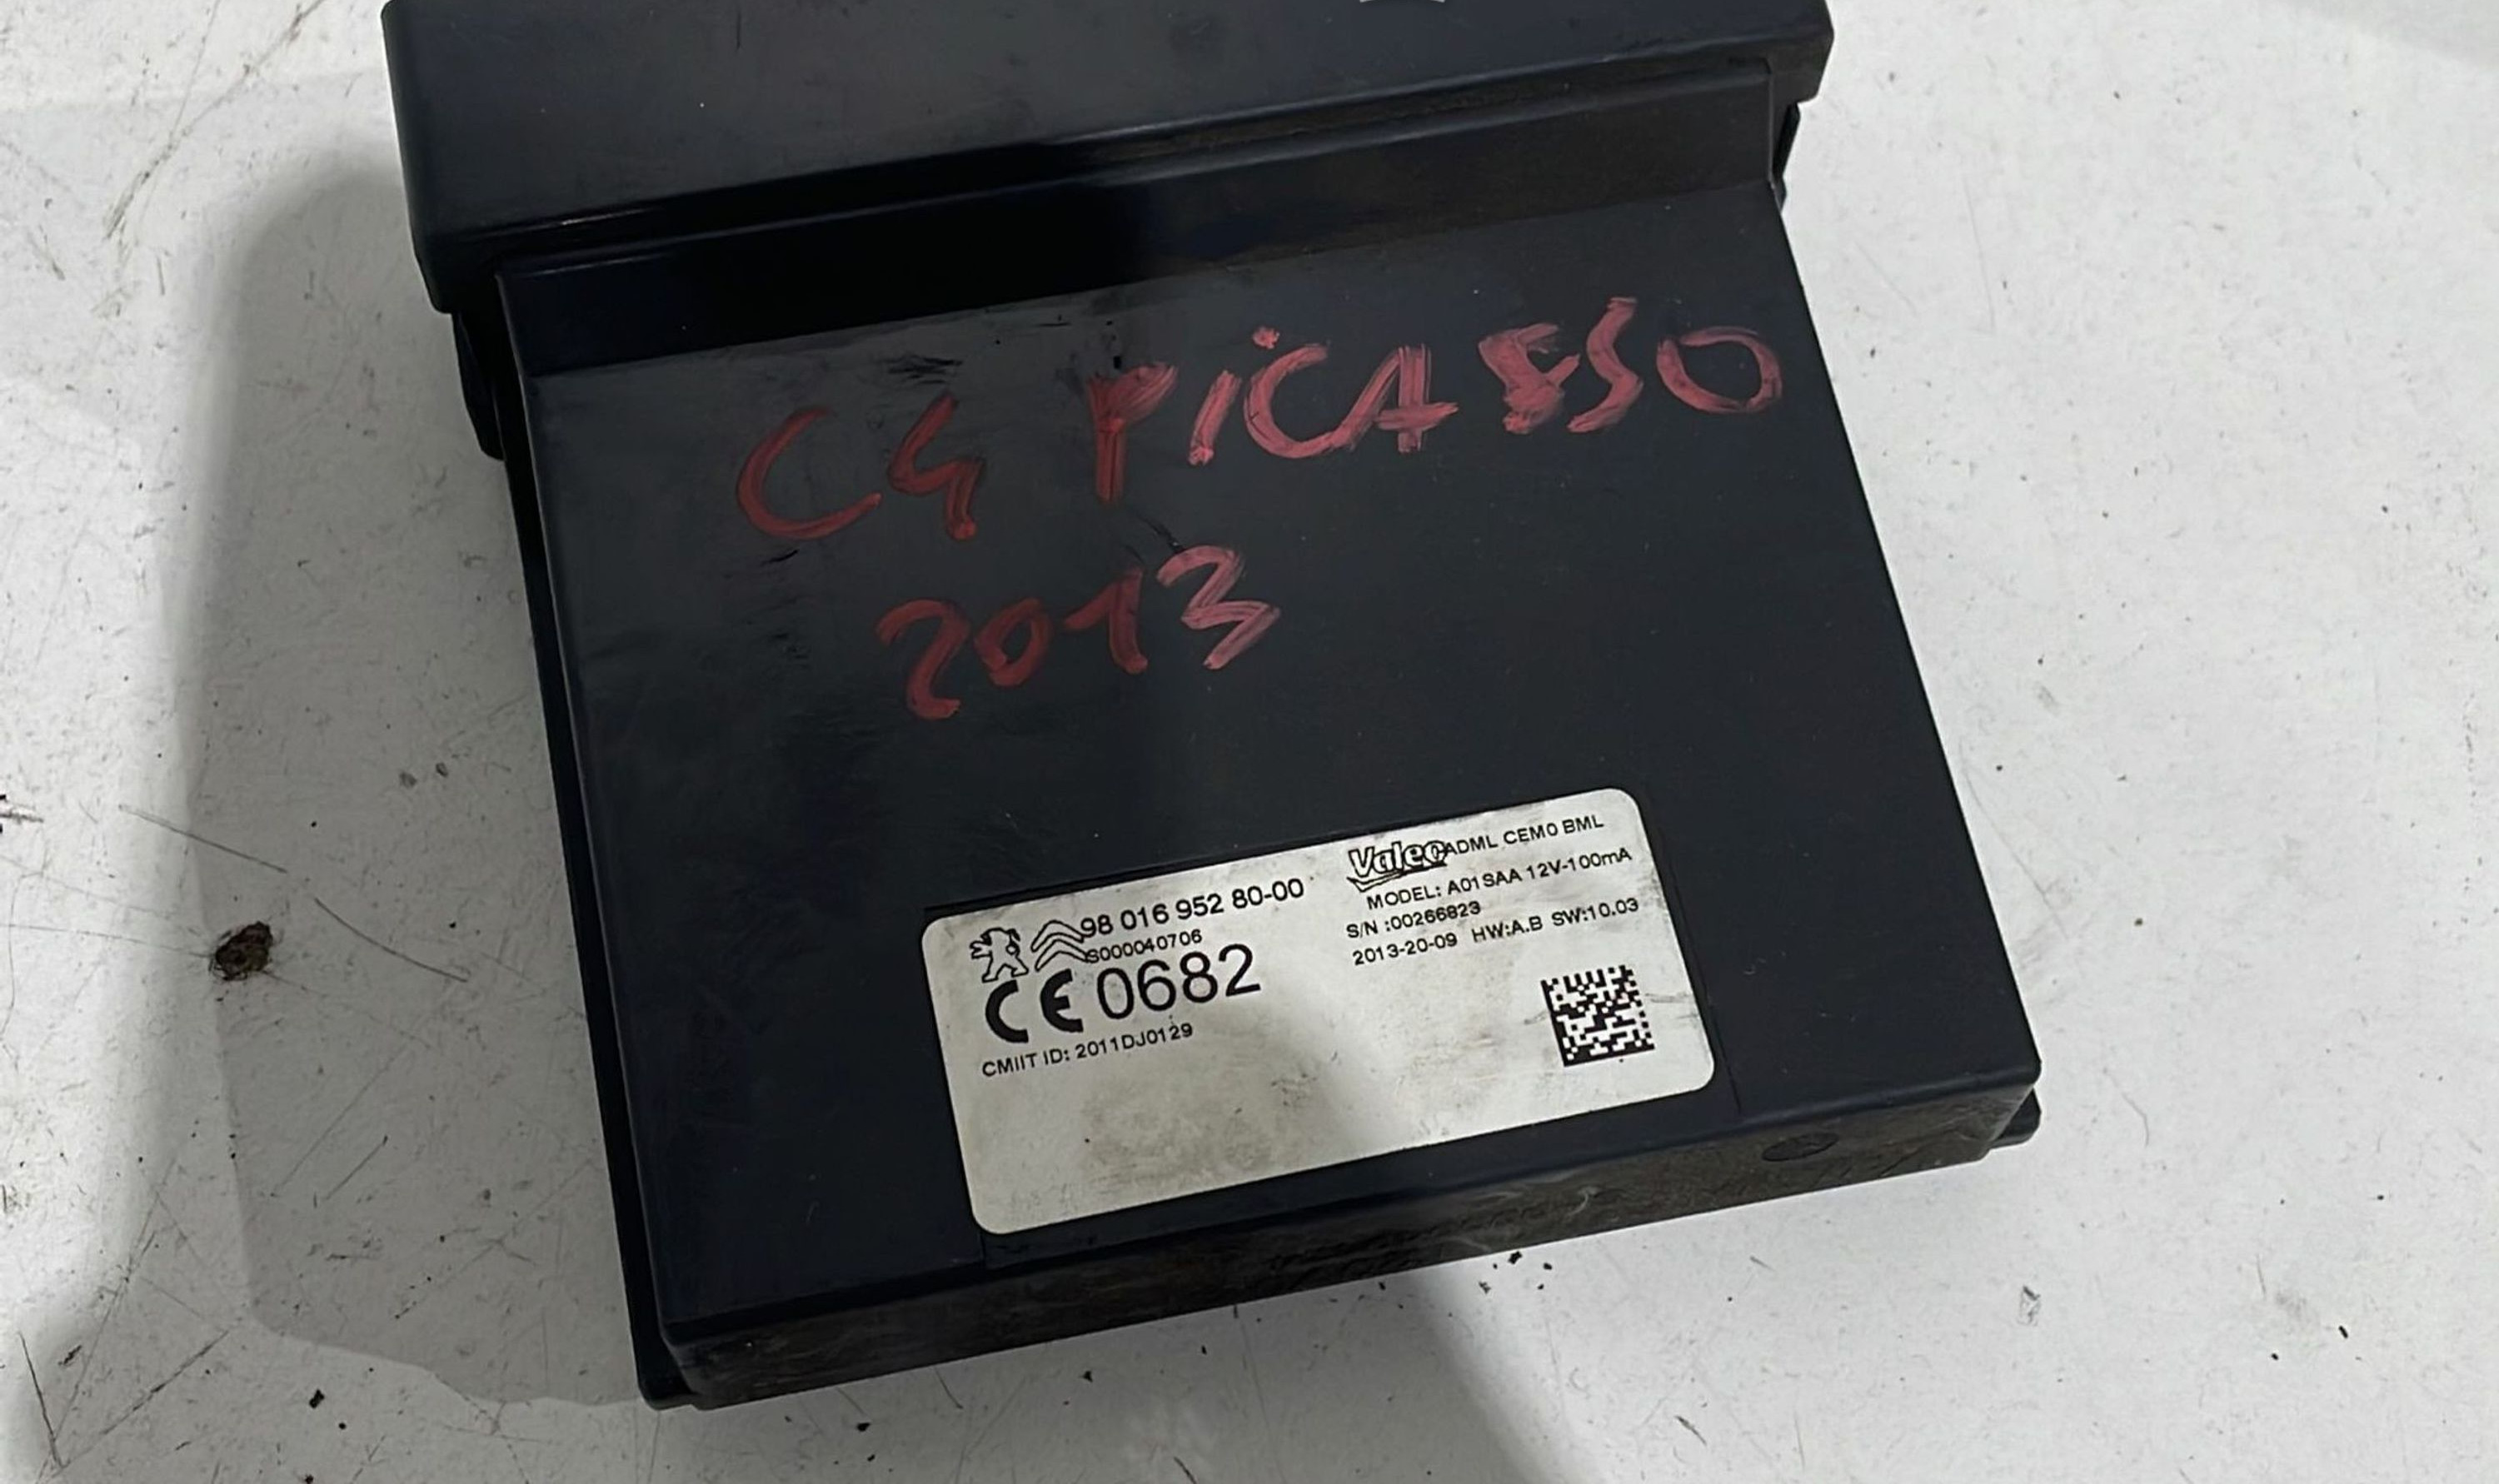 C4 PiCASSO
2013
98 016 952 80-00
S000040706
CE 0682
CMIIT ID: 2011DJ0129
Valeo ADML CEM0 BML
MODEL: A01SAA 12V-100mA
S/N :00266823
2013-20-09 HW:A.B SW:10.03